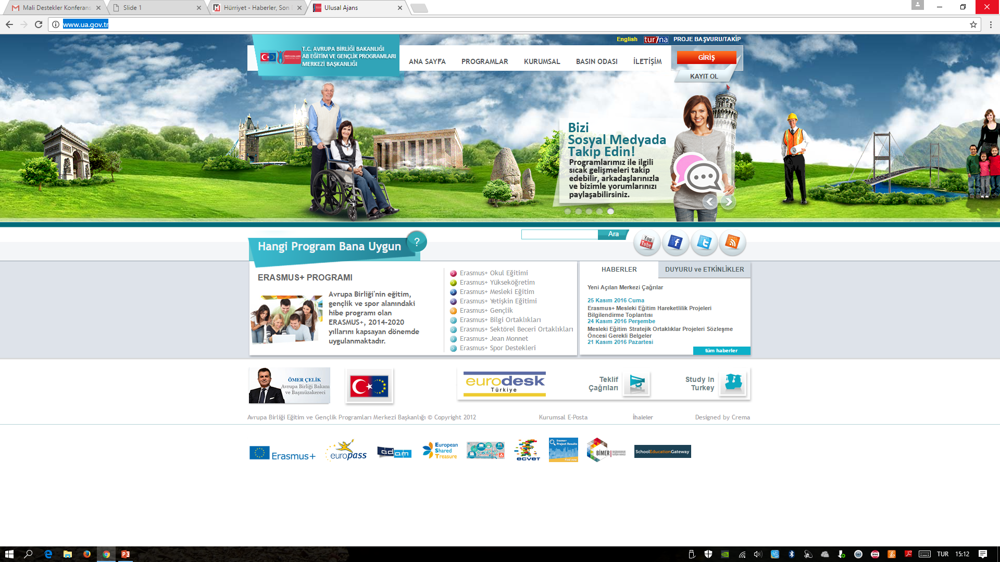 Mali Destekler Konferans
Slide 1
Hürriyet - Haberler, Son
Ulusal Ajans
www.ua.gov.tr
English
tur na
PROJE BAŞVURU/TAKİP
T.C. AVRUPA BİRLİĞİ BAKANLIĞI
AB EĞİTİM VE GENÇLİK PROGRAMLARI
MERKEZİ BAŞKANLIĞI
ANA SAYFA
PROGRAMLAR
KURUMSAL
BASIN ODASI
İLETİŞİM
GİRİŞ
KAYIT OL
Bizi
Sosyal Medyada
Takip Edin!
Programlarımız ile ilgili
sıcak gelişmeleri takip
edebilir, arkadaşlarınızla
ve bizimle yorumlarınızı
paylaşabilirsiniz.
Hangi Program Bana Uygun
?
Ara
You
Tube
ERASMUS+ PROGRAMI
Avrupa Birliği'nin eğitim,
gençlik ve spor alanındaki
hibe programı olan
ERASMUS+, 2014-2020
yıllarını kapsayan dönemde
uygulanmaktadır.
Erasmus+ Okul Eğitimi
Erasmus+ Yükseköğretim
Erasmus+ Mesleki Eğitim
Erasmus+ Yetişkin Eğitimi
Erasmus+ Gençlik
Erasmus+ Bilgi Ortaklıkları
Erasmus+ Sektörel Beceri Ortaklıkları
Erasmus+ Jean Monnet
Erasmus+ Spor Destekleri
HABERLER
DUYURU ve ETKİNLİKLER
Yeni Açılan Merkezi Çağrılar
25 Kasım 2016 Cuma
Erasmus+ Mesleki Eğitim Hareketlilik Projeleri
Bilgilendirme Toplantısı
24 Kasım 2016 Perşembe
Mesleki Eğitim Stratejik Ortaklıklar Projeleri Sözleşme
Öncesi Gerekli Belgeler
21 Kasım 2016 Pazartesi
tüm haberler
ÖMER ÇELİK
Avrupa Birliği Bakanı
ve Başmüzakereci
eurodesk
Türkiye
Teklif
Çağrıları
Study in
Turkey
Avrupa Birliği Eğitim ve Gençlik Programları Merkezi Başkanlığı © Copyright 2012
Kurumsal E-Posta
İhaleler
Designed by Crema
Erasmus+
europass
adam
European
Shared
Treasure
ecvet
Erasmus+
Project Results
Find now
BİMER
SchoolEducationGateway
TUR
15:12